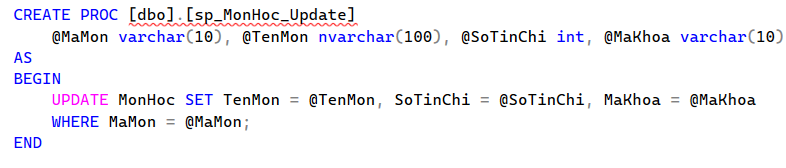 CREATE PROC [dbo].[sp_MonHoc_Update]
@MaMon varchar(10), @TenMon nvarchar(100), @SoTinChi int, @MaKhoa varchar(10)
AS
BEGIN
UPDATE MonHoc SET TenMon = @TenMon, SoTinChi = @SoTinChi, MaKhoa = @MaKhoa
WHERE MaMon = @MaMon;
END